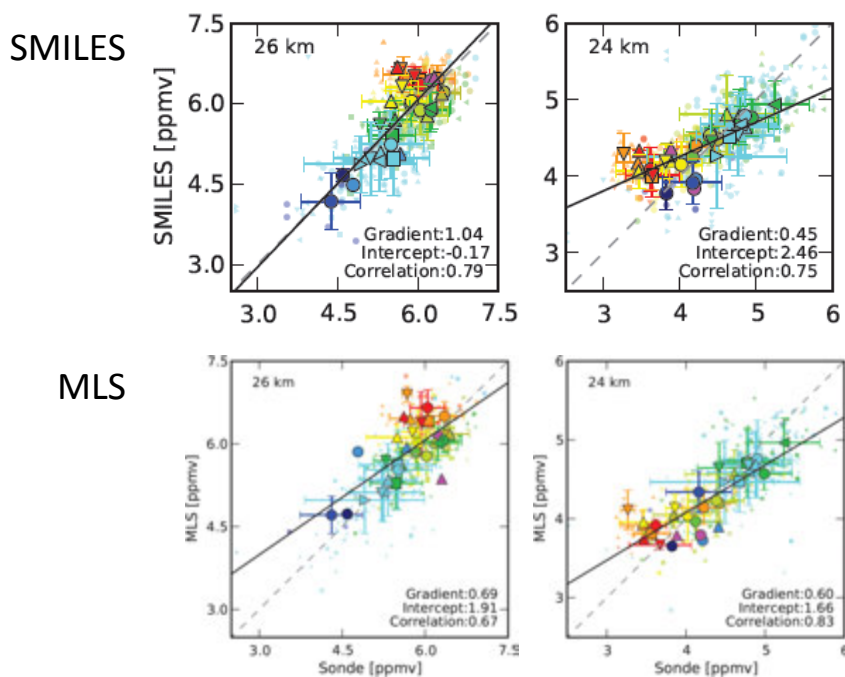 SMILES
SMILES [ppmv]
7.5
6.0
4.5
3.0
26 km
Gradient:1.04
Intercept:-0.17
Correlation:0.79
3.0 4.5 6.0 7.5
6
5
4
3
24 km
Gradient:0.45
Intercept:2.46
Correlation:0.75
3 4 5 6
MLS
MLS [ppmv]
7.5
6.0
4.5
3.0
26 km
Gradient:0.69
Intercept:1.91
Correlation:0.67
3.0 4.5 6.0 7.5
Sonde [ppmv]
MLS [ppmv]
6
5
4
3
24 km
Gradient:0.60
Intercept:1.66
Correlation:0.83
3 4 5 6
Sonde [ppmv]